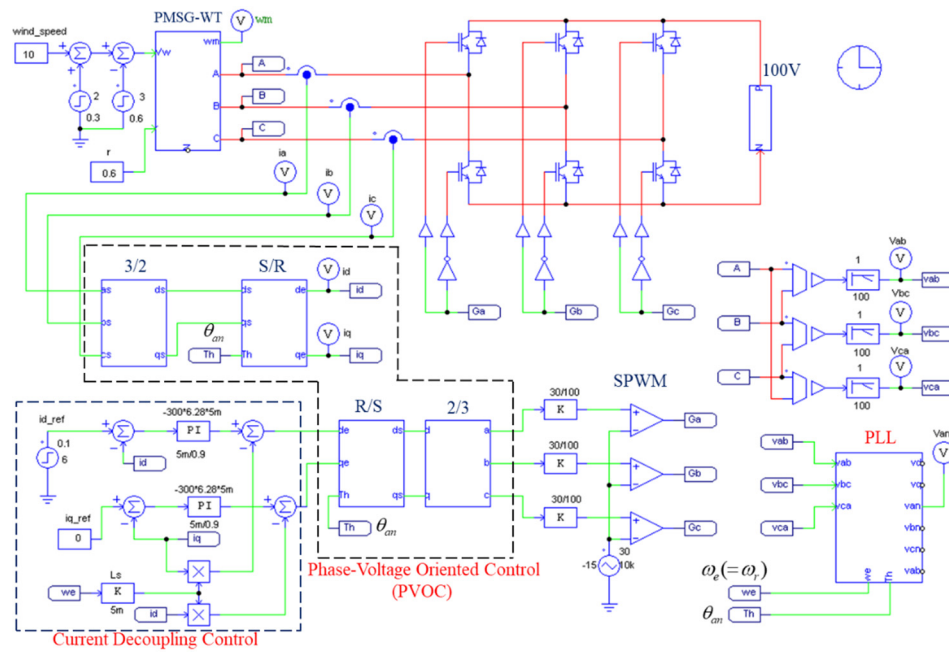 PMSG-WT
V
wm
wind_speed
10
2
0.3
3
0.6
Vw
wm
A
B
C
N
A
B
C
r
0.6
ia
V
ib
V
ic
V
100V
P
N
Ga
Gb
Gc
3/2
as
bs
cs
ds
qs
S/R
ds
qs
Th
de
qe
θan
Th
id
V
id
iq
V
iq
A
B
C
1
100
Vab
V
vab
1
100
Vbc
V
vbc
1
100
Vca
V
vca
id_ref
0.1
6
-300*6.28*5m
PI
5m/0.9
id
iq_ref
0
-300*6.28*5m
PI
5m/0.9
iq
we
Ls
K
5m
id
Current Decoupling Control
R/S
de
qe
Th
ds
qs
Th
θan
2/3
d
q
a
b
c
Phase-Voltage Oriented Control
(PVOC)
30/100
K
30/100
K
30/100
K
SPWM
Ga
Gb
Gc
-15
30
10k
PLL
vab
vbc
vca
vab
vbc
vca
vd
vq
van
vbn
vcn
vab
we
Th
Van
V
ωe(=ωr)
we
θan
Th